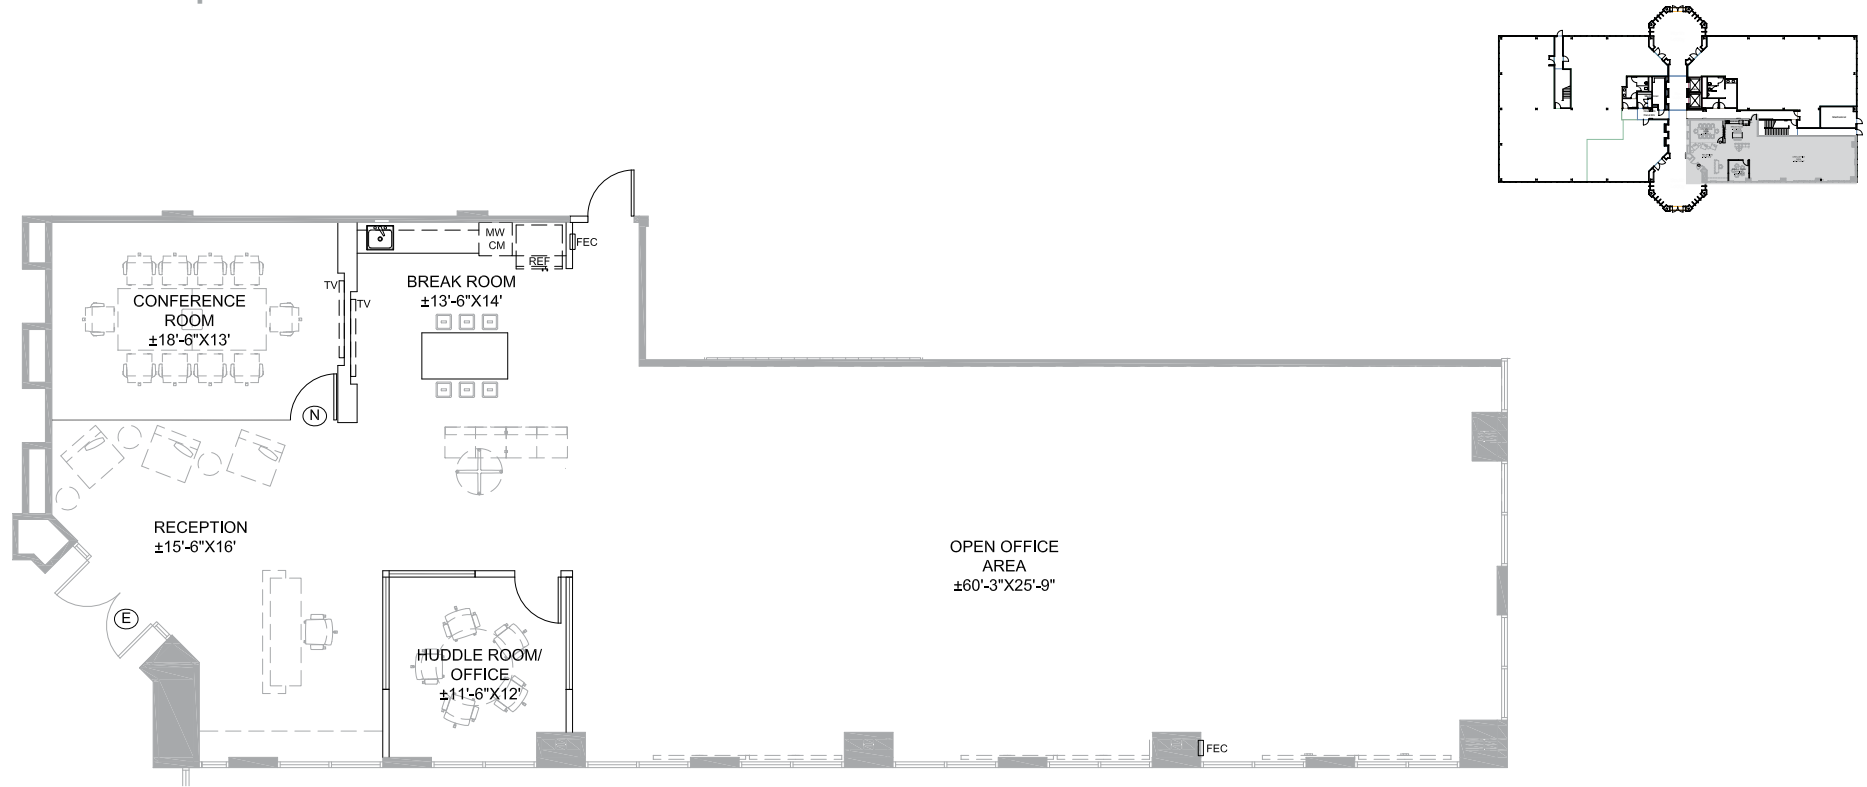 MW
CM
FEC
REF
BREAK ROOM
±13'-6"X14'
TV
TV
CONFERENCE
ROOM
±18'-6"X13'
N
RECEPTION
±15'-6"X16'
OPEN OFFICE
AREA
±60'-3"X25'-9"
E
HUDDLE ROOM/
OFFICE
±11'-6"X12'
FEC